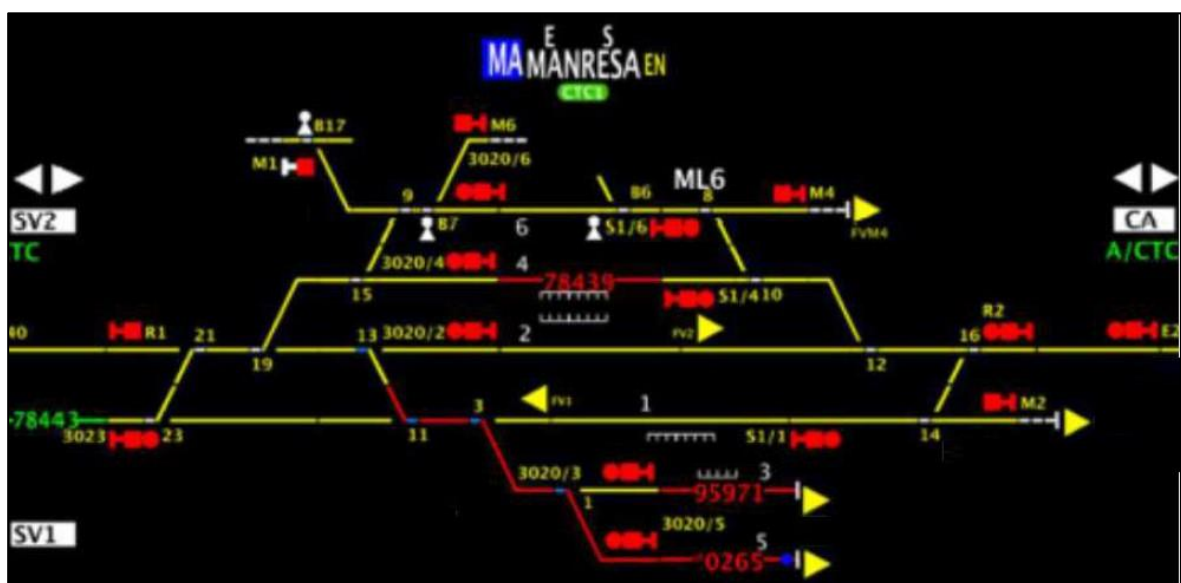 E S
MA MANRESA EN
CTC1
B17 M6
M1 3020/6
9 B6 ML6 8 M4
SV2 B7 6 S1/6 FVM4 CA
TC 3020/4 4 A/CTC
78439
15 S1/4 10
40 R1 21 13 3020/2 2 FV2 R2 16 E2
19 12
78443 3 FV1 1 M2
3023 23 11 S1/1 14
3020/3 3
1 95971
3020/5
SV1 5
0265